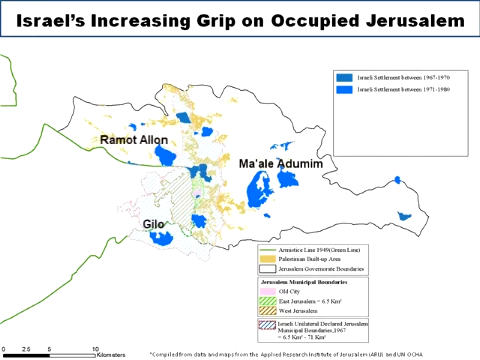 Israel's Increasing Grip on Occupied Jerusalem
Israeli Settlement between 1967-1970
Israeli Settlement between 1971-1980
Ramot Allon
Ma'ale Adumim
Gilo
Armistice Line 1949(Green Line)
Palestinian Built-up Area
Jerusalem Governorate Boundaries
Jerusalem Municipal Boundaries
Old City
East Jerusalem = 6.5 Km²
West Jerusalem
Israeli Unilateral Declared Jerusalem
Municipal Boundaries,1967
= 6.5 Km² - 71 Km²
0 2.5 5 10
Kilometers
*Compiled from data and maps from the Applied Research Institute of Jerusalem (ARIJ) and UN OCHA